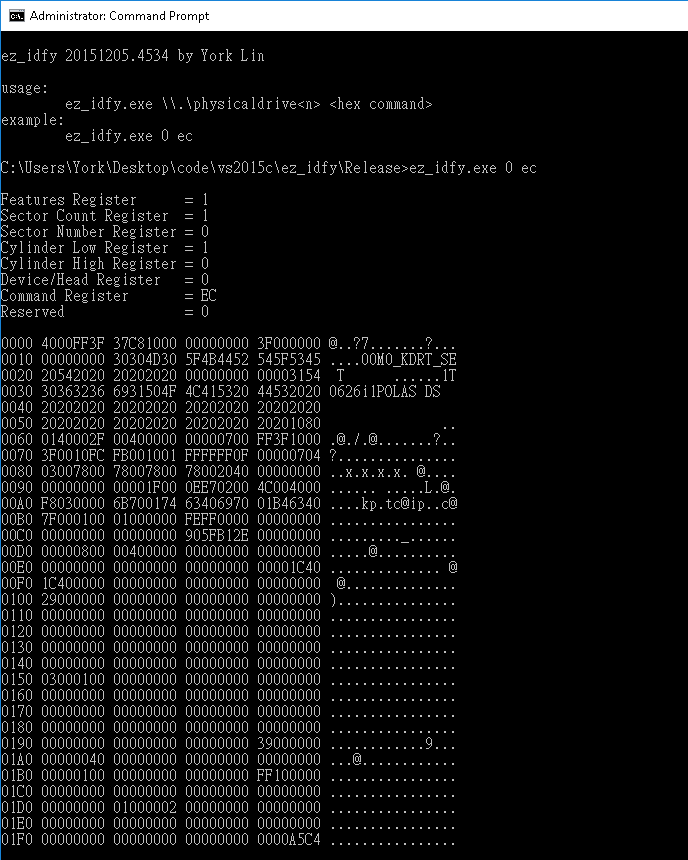 Administrator: Command Prompt
ez_idfy 20151205.4534 by York Lin
usage:
        ez_idfy.exe \\.\physicaldrive<n> <hex command>
example:
        ez_idfy.exe 0 ec
C:\Users\York\Desktop\code\vs2015c\ez_idfy\Release>ez_idfy.exe 0 ec
Features Register      = 1
Sector Count Register  = 1
Sector Number Register = 0
Cylinder Low Register  = 1
Cylinder High Register = 0
Device/Head Register   = 0
Command Register       = EC
Reserved               = 0
0000 4000FF3F 37C81000 00000000 3F000000 @..?7.......?...
0010 00000000 30304D30 5F4B4452 545F5345 ....00M0_KDRT_SE
0020 20542020 20202020 00000000 00003154  T      ......1T
0030 30363236 6931504F 4C415320 44532020 0626i1POLAS DS
0040 20202020 20202020 20202020 20202020
0050 20202020 20202020 20202020 20201080               ..
0060 0140002F 00400000 00000700 FF3F1000 .@./.@.......?..
0070 3F0010FC FB001001 FFFFFF0F 00000704 ?...............
0080 03007800 78007800 78002040 00000000 ..x.x.x.x. @....
0090 00000000 00001F00 0EE70200 4C004000 ....... .....L.@.
00A0 F8030000 6B700174 63406970 01B46340 ....kp.tc@ip..c@
00B0 7F000100 01000000 FEFF0000 00000000 ................
00C0 00000000 00000000 905FB12E 00000000 ........._......
00D0 00000800 00400000 00000000 00000000 .....@..........
00E0 00000000 00000000 00000000 00001C40 .............. @
00F0 1C400000 00000000 00000000 00000000  @..............
0100 29000000 00000000 00000000 00000000 )...............
0110 00000000 00000000 00000000 00000000 ................
0120 00000000 00000000 00000000 00000000 ................
0130 00000000 00000000 00000000 00000000 ................
0140 00000000 00000000 00000000 00000000 ................
0150 03000100 00000000 00000000 00000000 ................
0160 00000000 00000000 00000000 00000000 ................
0170 00000000 00000000 00000000 00000000 ................
0180 00000000 00000000 00000000 00000000 ................
0190 00000000 00000000 00000000 39000000 ............9...
01A0 00000040 00000000 00000000 00000000 ...@............
01B0 00000100 00000000 00000000 FF100000 ................
01C0 00000000 00000000 00000000 00000000 ................
01D0 00000000 01000002 00000000 00000000 ................
01E0 00000000 00000000 00000000 00000000 ................
01F0 00000000 00000000 00000000 0000A5C4 ................